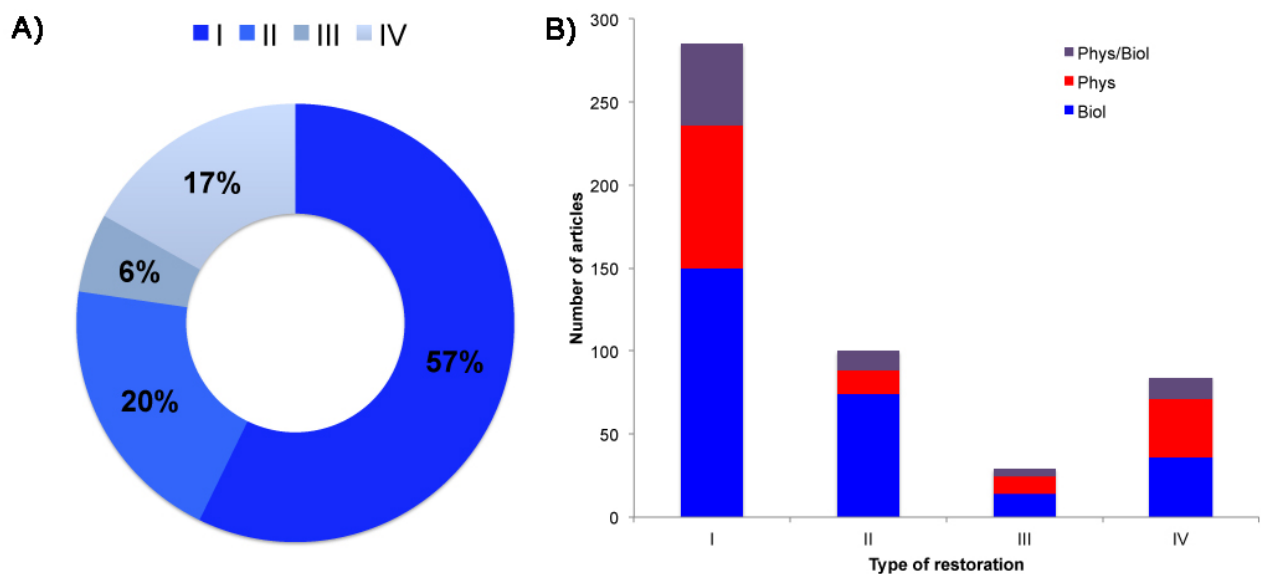 A)
I II III IV
17%
6%
57%
20%
B)
Phys/Biol
Phys
Biol
Number of articles
300
250
200
150
100
50
0
I II III IV
Type of restoration